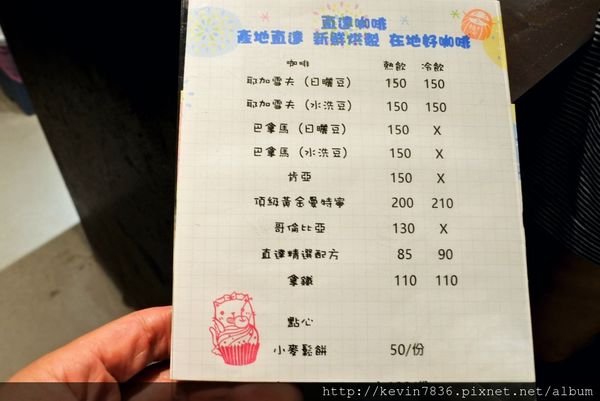 直達咖啡
產地直達 新鮮烘製 在地好咖啡
咖啡 熱飲 冷飲
耶加雪夫（日曬豆） 150 150
耶加雪夫（水洗豆） 150 150
巴拿馬（日曬豆） 150 X
巴拿馬（水洗豆） 150 X
肯亞 150 X
頂級黃金曼特寧 200 210
哥倫比亞 130 X
直達精選配方 85 90
拿鐵 110 110
點心
小麥鬆餅 50/份
http://kevin7836.pixnet.net/album